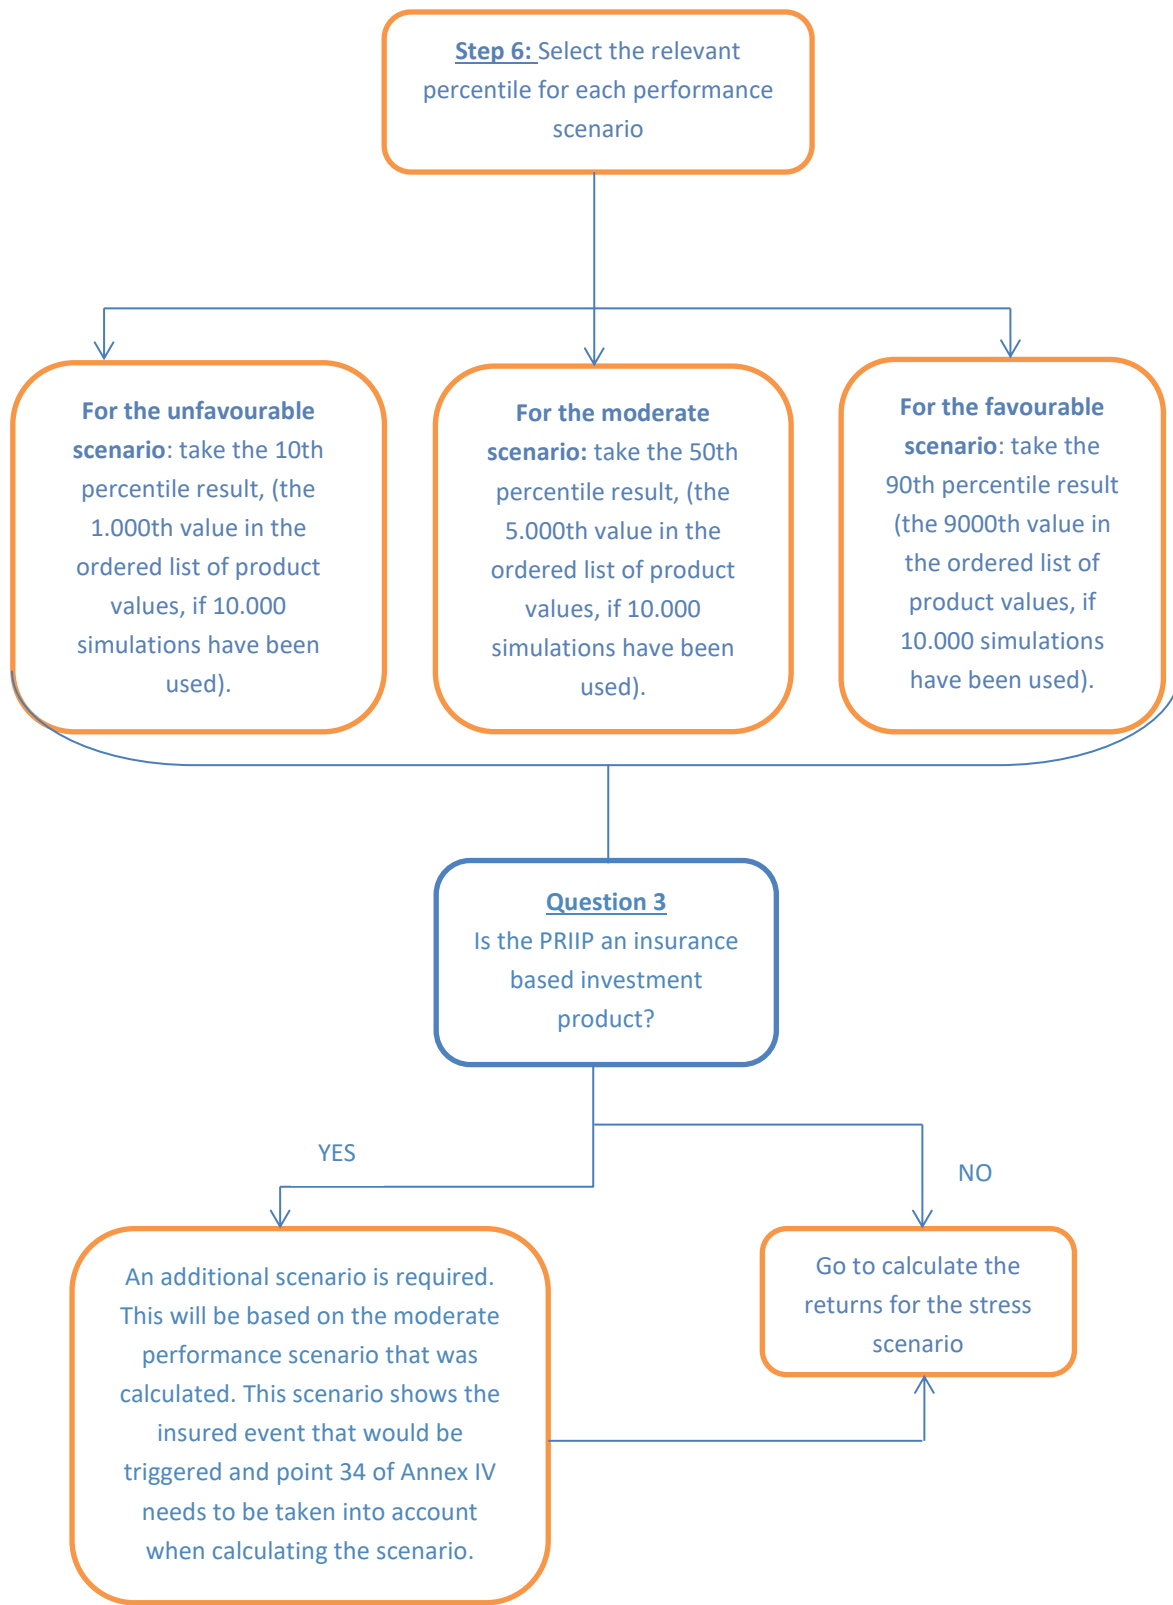 Step 6: Select the relevant
percentile for each performance
scenario
For the unfavourable
scenario: take the 10th
percentile result, (the
1.000th value in the
ordered list of product
values, if 10.000
simulations have been
used).
For the moderate
scenario: take the 50th
percentile result, (the
5.000th value in the
ordered list of product
values, if 10.000
simulations have been
used).
For the favourable
scenario: take the
90th percentile result
(the 9000th value in
the ordered list of
product values, if
10.000 simulations
have been used).
Question 3
Is the PRIIP an insurance
based investment
product?
YES
NO
An additional scenario is required.
This will be based on the moderate
performance scenario that was
calculated. This scenario shows the
insured event that would be
triggered and point 34 of Annex IV
needs to be taken into account
when calculating the scenario.
Go to calculate the
returns for the stress
scenario